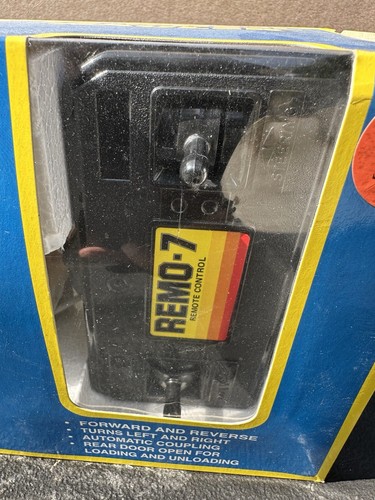 STEERING
REMO-7
REMOTE CONTROL
• FORWARD AND REVERSE
• TURNS LEFT AND RIGHT
• AUTOMATIC COUPLING
• REAR DOOR OPEN FOR
LOADING AND UNLOADING